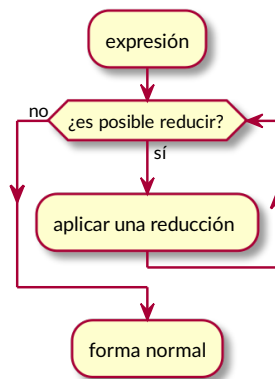 expresión
no
¿es posible reducir?
sí
aplicar una reducción
forma normal